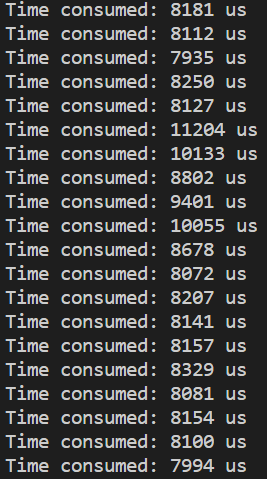 Time consumed: 8181 us
Time consumed: 8112 us
Time consumed: 7935 us
Time consumed: 8250 us
Time consumed: 8127 us
Time consumed: 11204 us
Time consumed: 10133 us
Time consumed: 8802 us
Time consumed: 9401 us
Time consumed: 10055 us
Time consumed: 8678 us
Time consumed: 8072 us
Time consumed: 8207 us
Time consumed: 8141 us
Time consumed: 8157 us
Time consumed: 8329 us
Time consumed: 8081 us
Time consumed: 8154 us
Time consumed: 8100 us
Time consumed: 7994 us